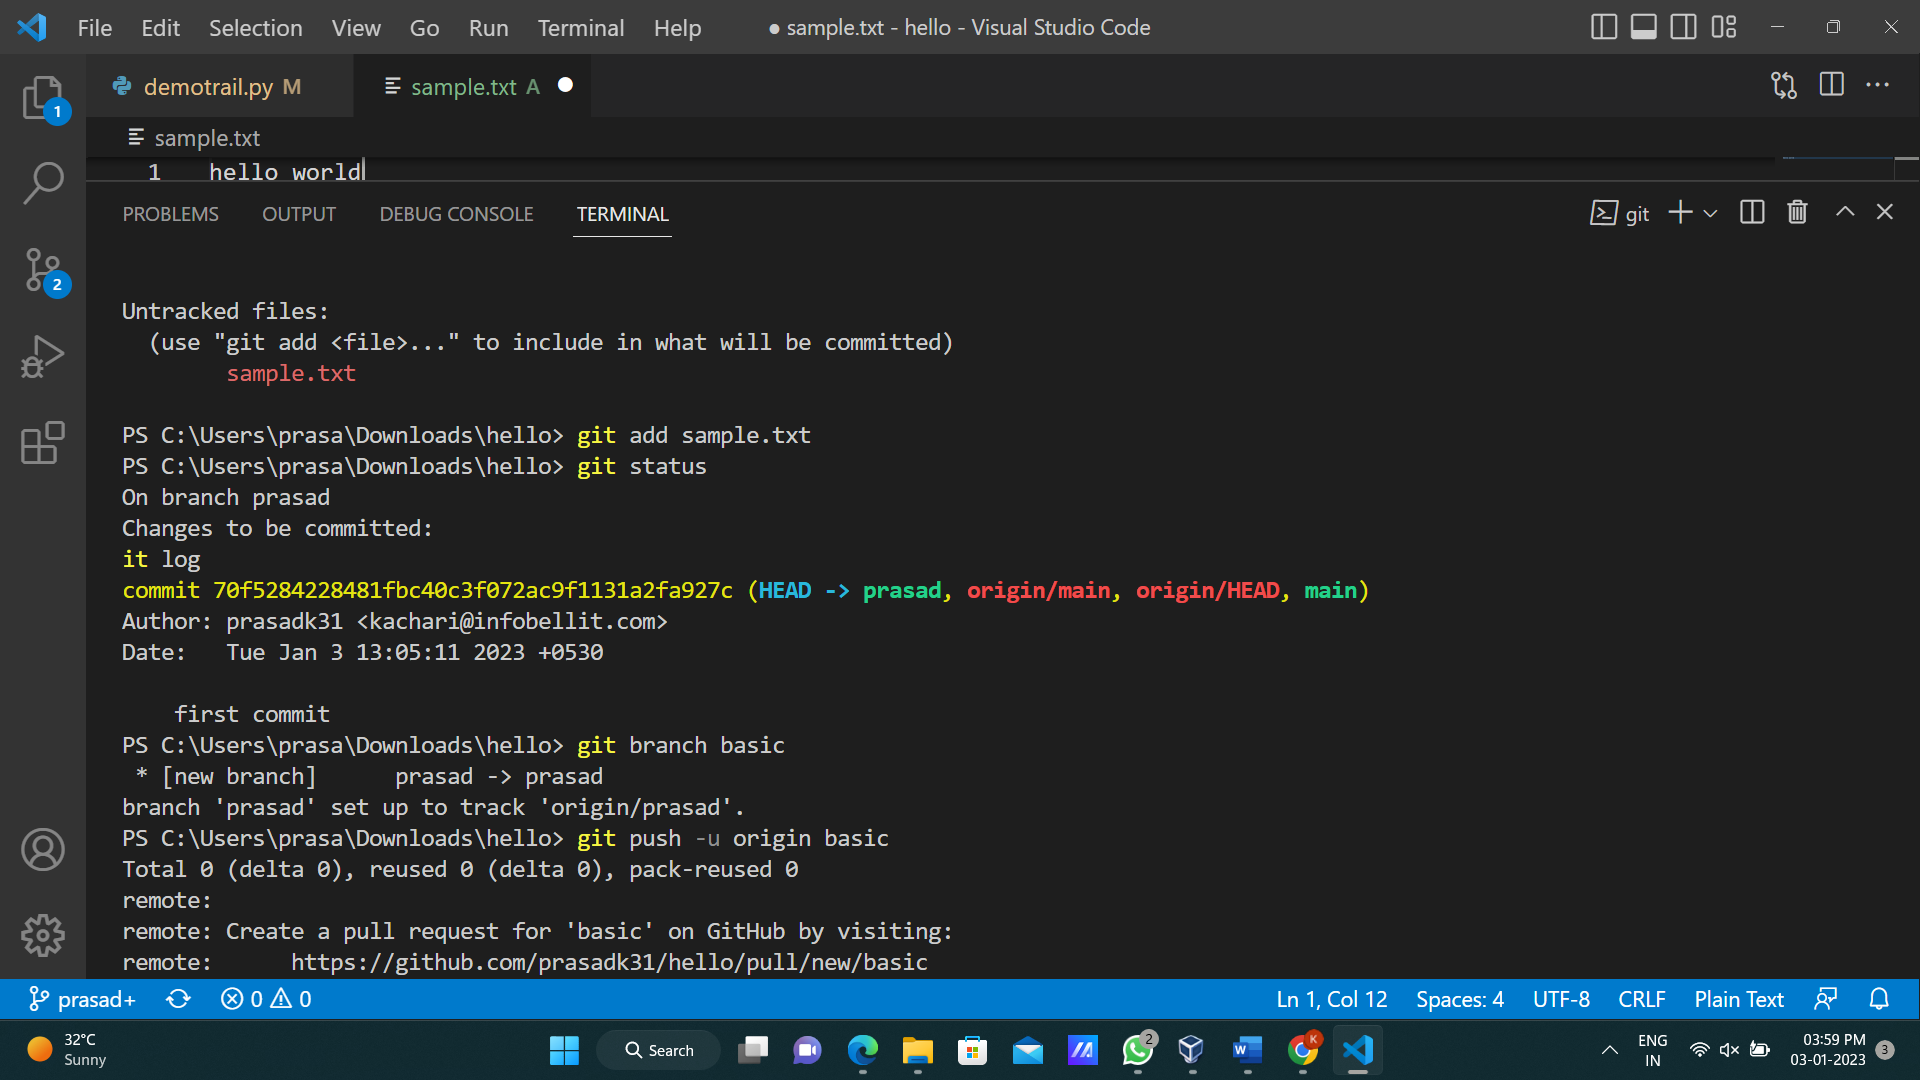 File Edit Selection View Go Run Terminal Help ● sample.txt - hello - Visual Studio Code
demotrail.py M sample.txt A
1
sample.txt
1 hello world
PROBLEMS OUTPUT DEBUG CONSOLE TERMINAL git
Untracked files:
(use "git add <file>..." to include in what will be committed)
sample.txt
PS C:\Users\prasa\Downloads\hello> git add sample.txt
PS C:\Users\prasa\Downloads\hello> git status
On branch prasad
Changes to be committed:
it log
commit 70f5284228481fbc40c3f072ac9f1131a2fa927c (HEAD -> prasad, origin/main, origin/HEAD, main)
Author: prasadk31 <kachari@infobellit.com>
Date:   Tue Jan 3 13:05:11 2023 +0530
first commit
PS C:\Users\prasa\Downloads\hello> git branch basic
* [new branch]      prasad -> prasad
branch 'prasad' set up to track 'origin/prasad'.
PS C:\Users\prasa\Downloads\hello> git push -u origin basic
Total 0 (delta 0), reused 0 (delta 0), pack-reused 0
remote:
remote: Create a pull request for 'basic' on GitHub by visiting:
remote:      https://github.com/prasadk31/hello/pull/new/basic
2
prasad+ 0 0 Ln 1, Col 12 Spaces: 4 UTF-8 CRLF Plain Text
32°C
Sunny
Search
2
K
ENG
IN
03:59 PM
03-01-2023
3